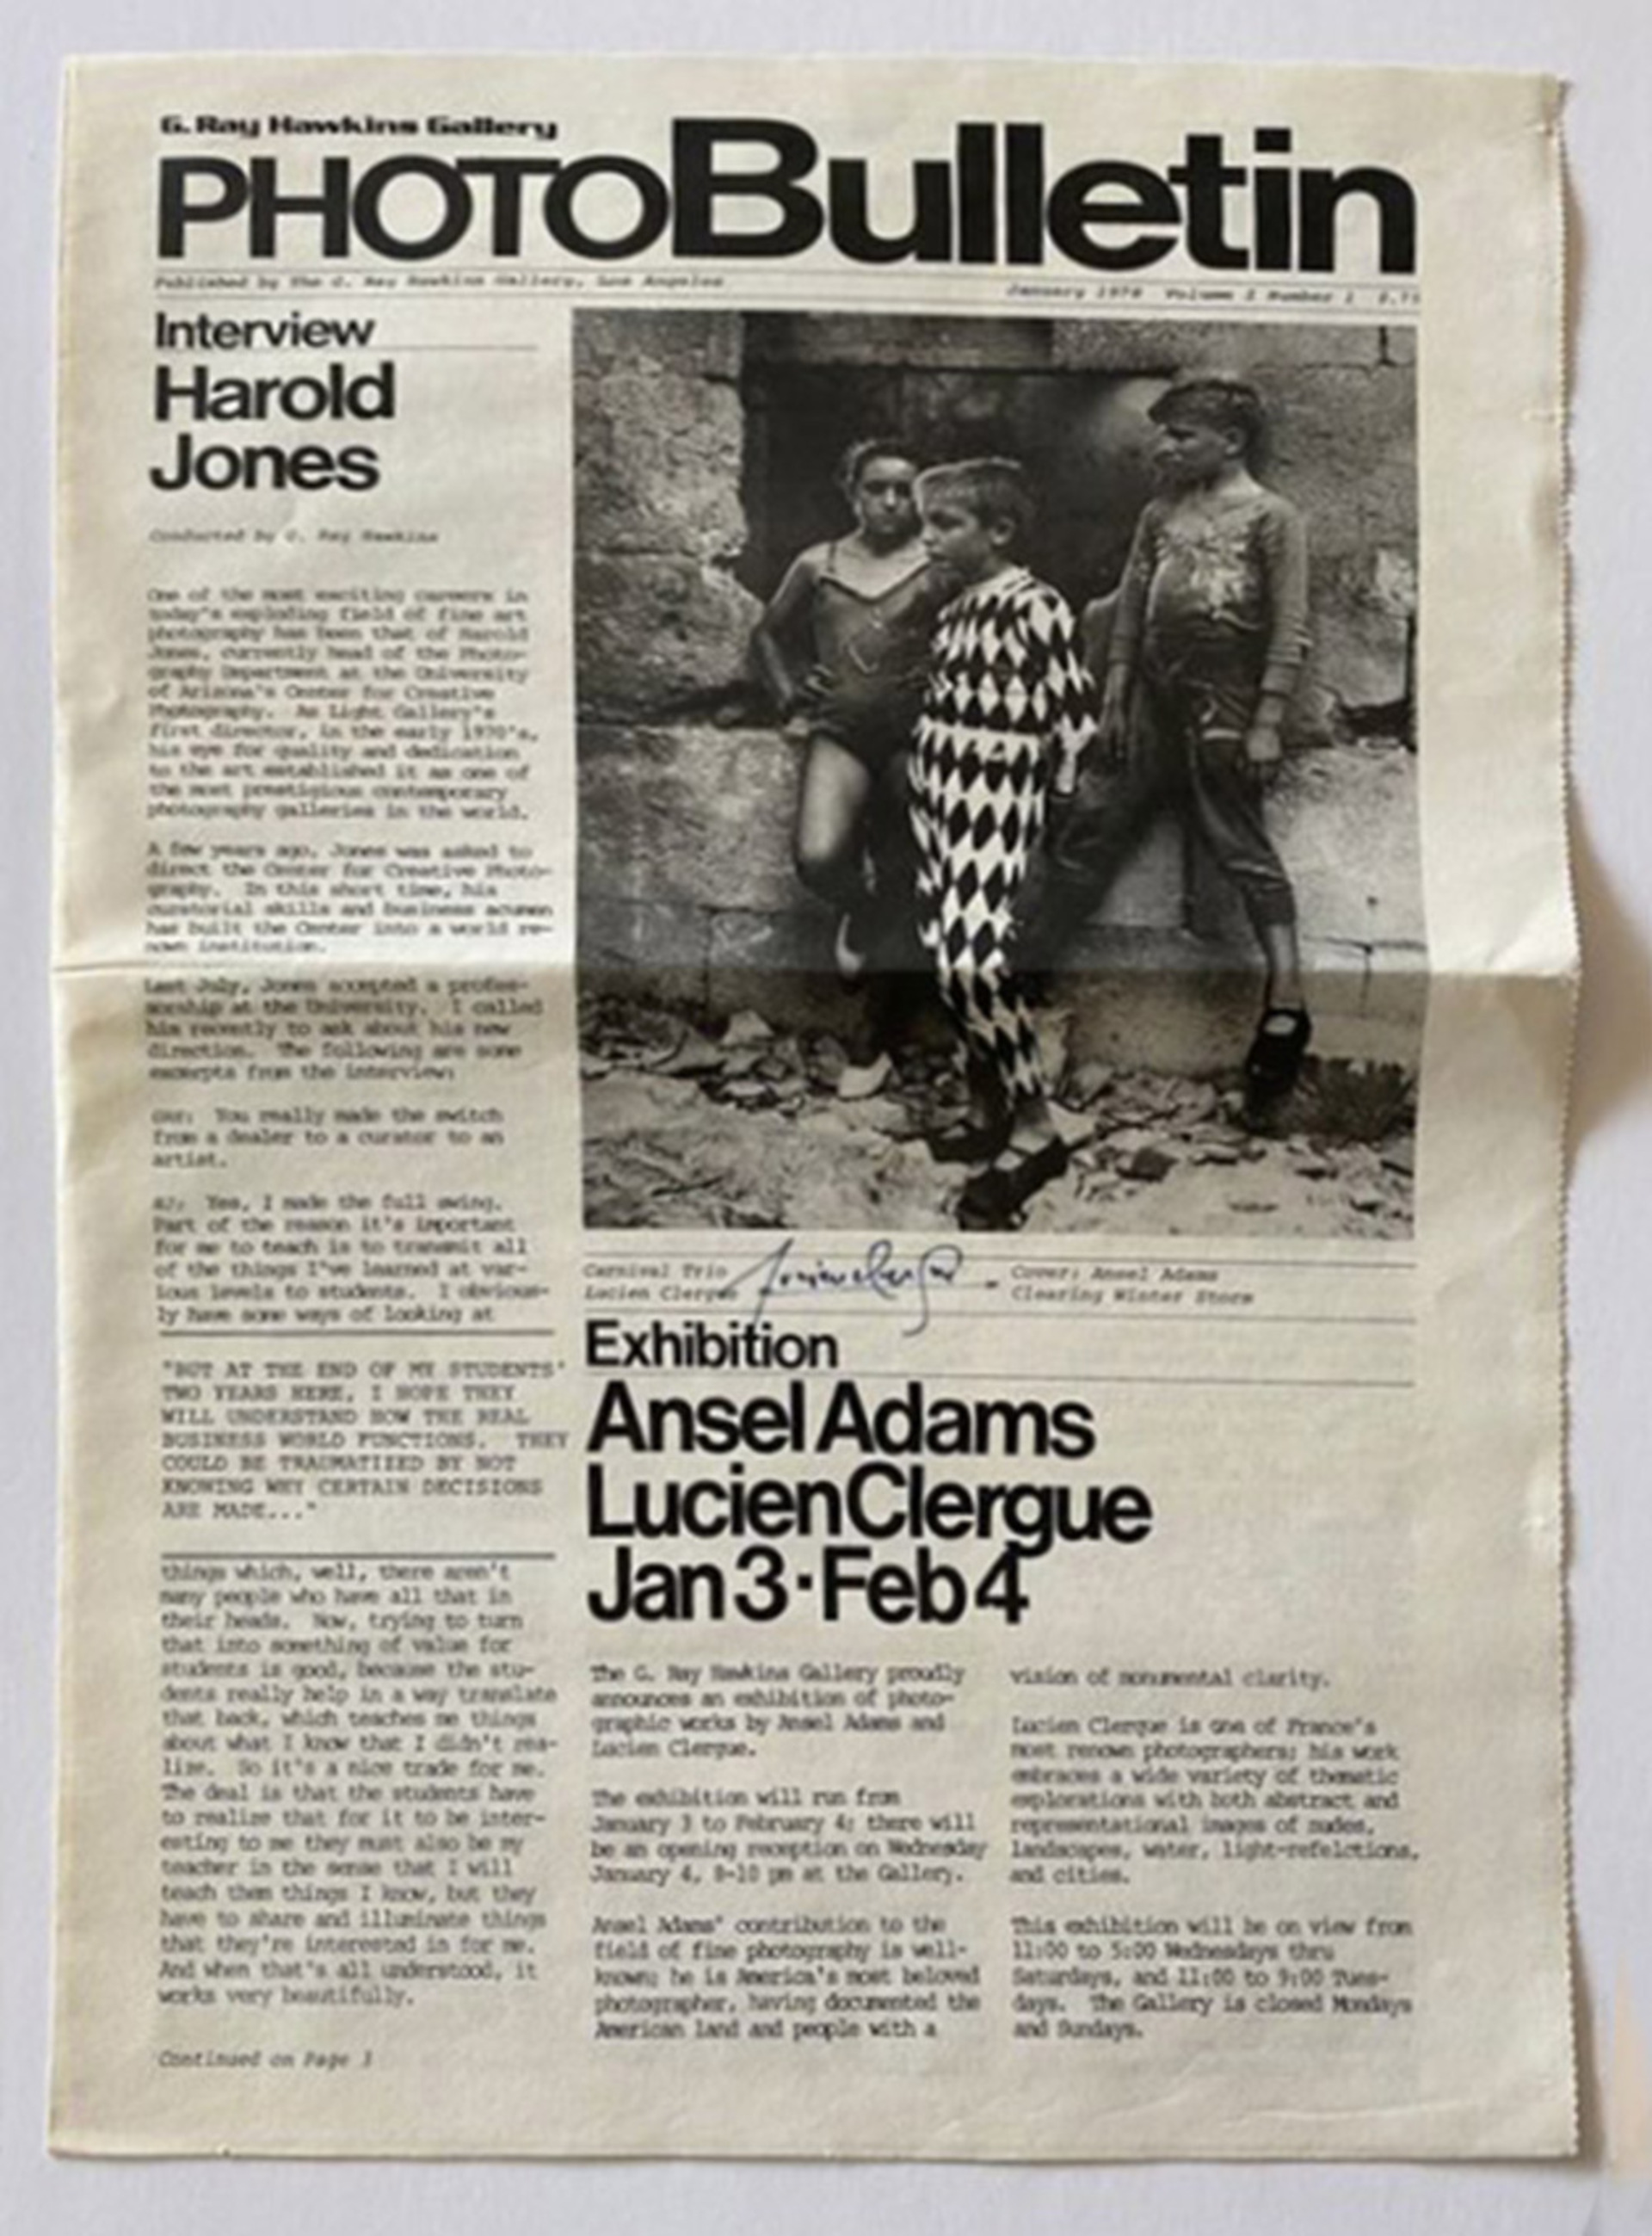 G. Ray Hawkins Gallery
PHOTOBulletin
Published by The G. Ray Hawkins Gallery, Los Angeles
January 1978 Volume Number 1
Interview
Harold
Jones
Conducted by G. Ray Hawkins
One of the most exciting careers in
today's exploding field of fine art
photography has been that of Harold
Jones, currently head of the Photo-
graphy Department at the University
of Arizona's Center for Creative
Photography. As Light Gallery's
first director, in the early 1970's,
his eye for quality and dedication
to the art established it as one of
the most prestigious contemporary
photography galleries in the world.
A few years ago, Jones was asked to
direct the Center for Creative Photo-
graphy. In this short time, his
curatorial skills and business acumen
has built the Center into a world re-
nown institution.
Last July, Jones accepted a profes-
sorship at the University. I called
him recently to ask about his new
direction. The following are some
excerpts from the interview:
GRH: You really made the switch
from a dealer to a curator to an
artist.
HJ: Yes, I made the full swing.
Part of the reason it's important
for me to teach is to transmit all
of the things I've learned at var-
ious levels to students. I obvious-
ly have some ways of looking at
"BUT AT THE END OF MY STUDENTS'
TWO YEARS HERE, I HOPE THEY
WILL UNDERSTAND HOW THE REAL
BUSINESS WORLD FUNCTIONS. THEY
COULD BE TRAUMATIZED BY NOT
KNOWING WHY CERTAIN DECISIONS
ARE MADE..."
things which, well, there aren't
many people who have all that in
their heads. Now, trying to turn
that into something of value for
students is good, because the stu-
dents really help in a way translate
that back, which teaches me things
about what I know that I didn't rea-
lize. So it's a nice trade for me.
The deal is that the students have
to realize that for it to be inter-
esting to me they must also be my
teacher in the sense that I will
teach them things I know, but they
have to share and illuminate things
that they're interested in for me.
And when that's all understood, it
works very beautifully.
Continued on Page 3
Carnival Trio
Lucien Clergue
Lucien Clergue
Cover: Ansel Adams
Clearing Winter Storm
Exhibition
Ansel Adams
Lucien Clergue
Jan 3·Feb 4
The G. Ray Hawkins Gallery proudly
announces an exhibition of photo-
graphic works by Ansel Adams and
Lucien Clergue.
The exhibition will run from
January 3 to February 4; there will
be an opening reception on Wednesday
January 4, 8-10 pm at the Gallery.
Ansel Adams' contribution to the
field of fine photography is well-
known; he is America's most beloved
photographer, having documented the
American land and people with a
vision of monumental clarity.
Lucien Clergue is one of France's
most renown photographers; his work
embraces a wide variety of thematic
explorations with both abstract and
representational images of nudes,
landscapes, water, light-refelctions,
and cities.
This exhibition will be on view from
11:00 to 5:00 Wednesdays thru
Saturdays, and 11:00 to 9:00 Tues-
days. The Gallery is closed Mondays
and Sundays.